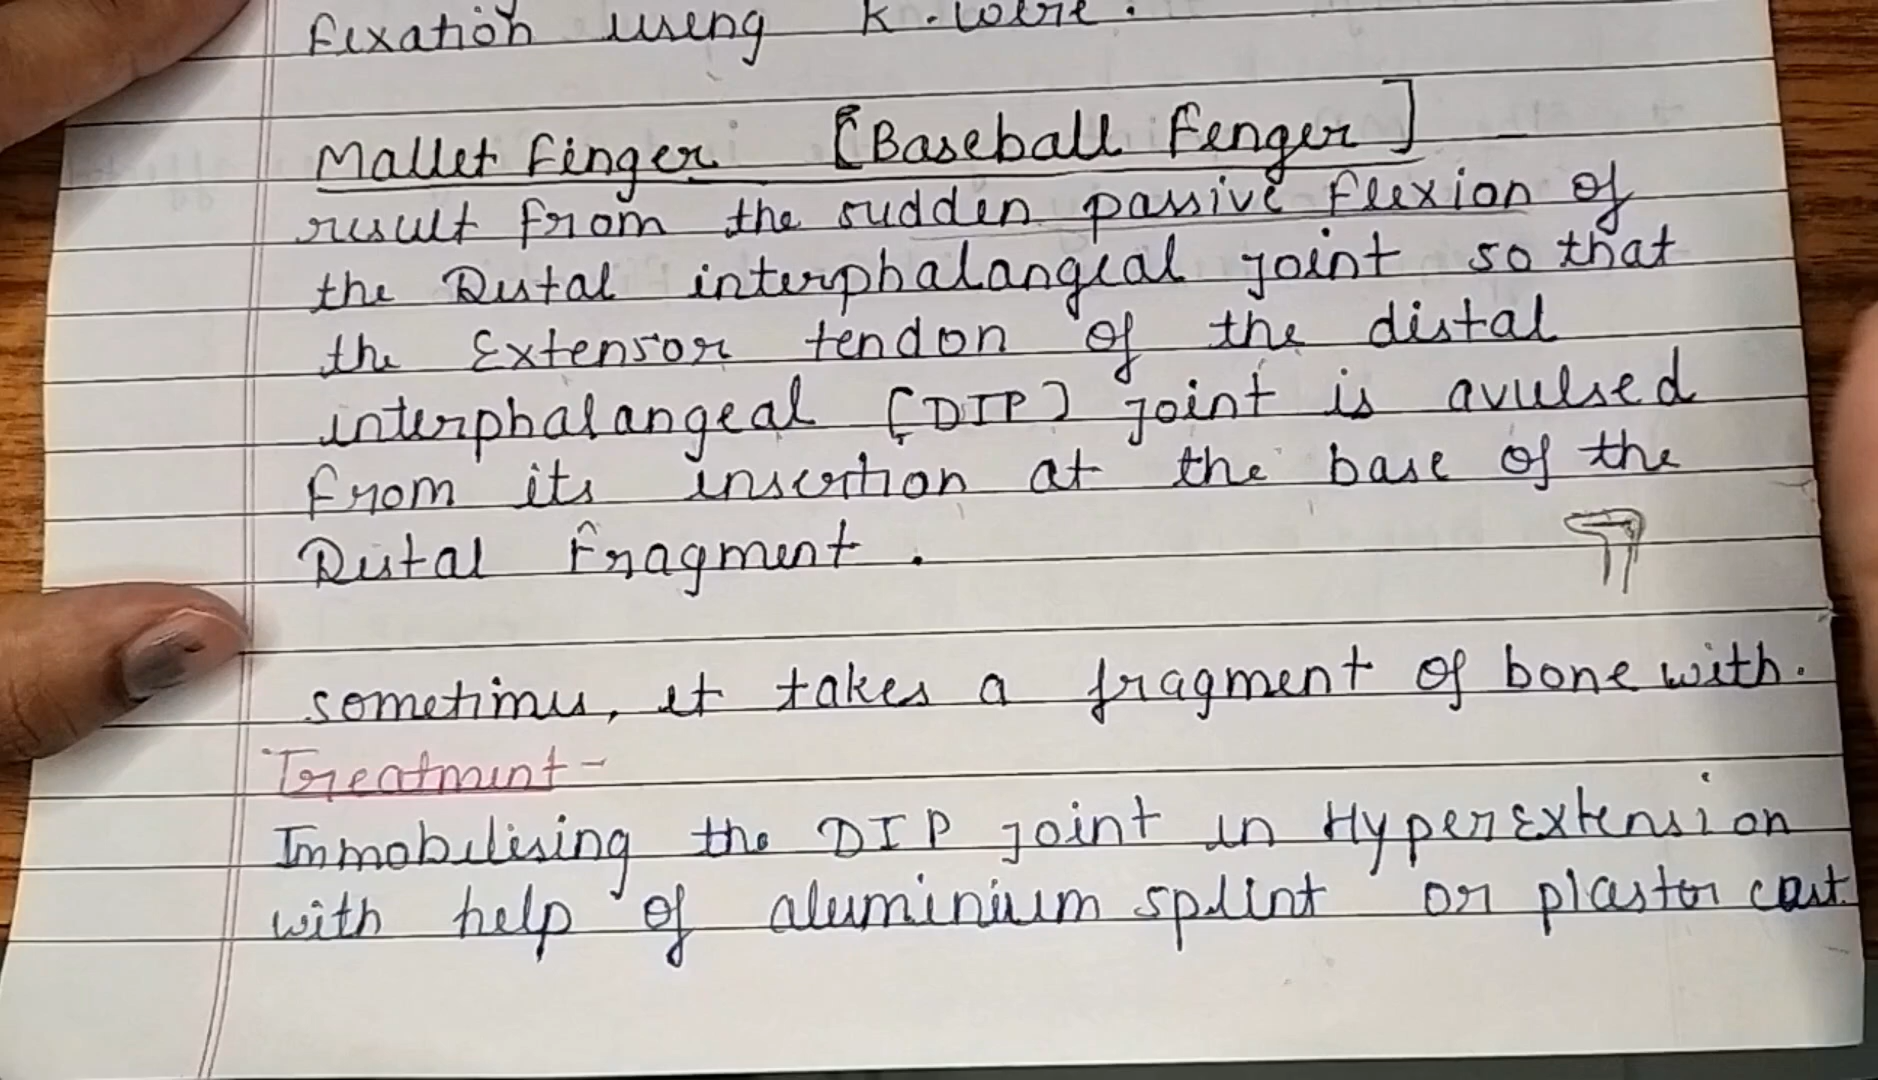 fixation using K-wire.
Mallet Finger [Baseball Finger]
result from the sudden passive flexion of
the Distal interphalangeal joint so that
the Extensor tendon of the distal
interphalangeal [DIP] joint is avulsed
from its insertion at the base of the
Distal Fragment.
sometimes, it takes a fragment of bone with.
Treatment-
Immobilising the DIP joint in HyperExtension
with help of aluminium splint or plaster cast